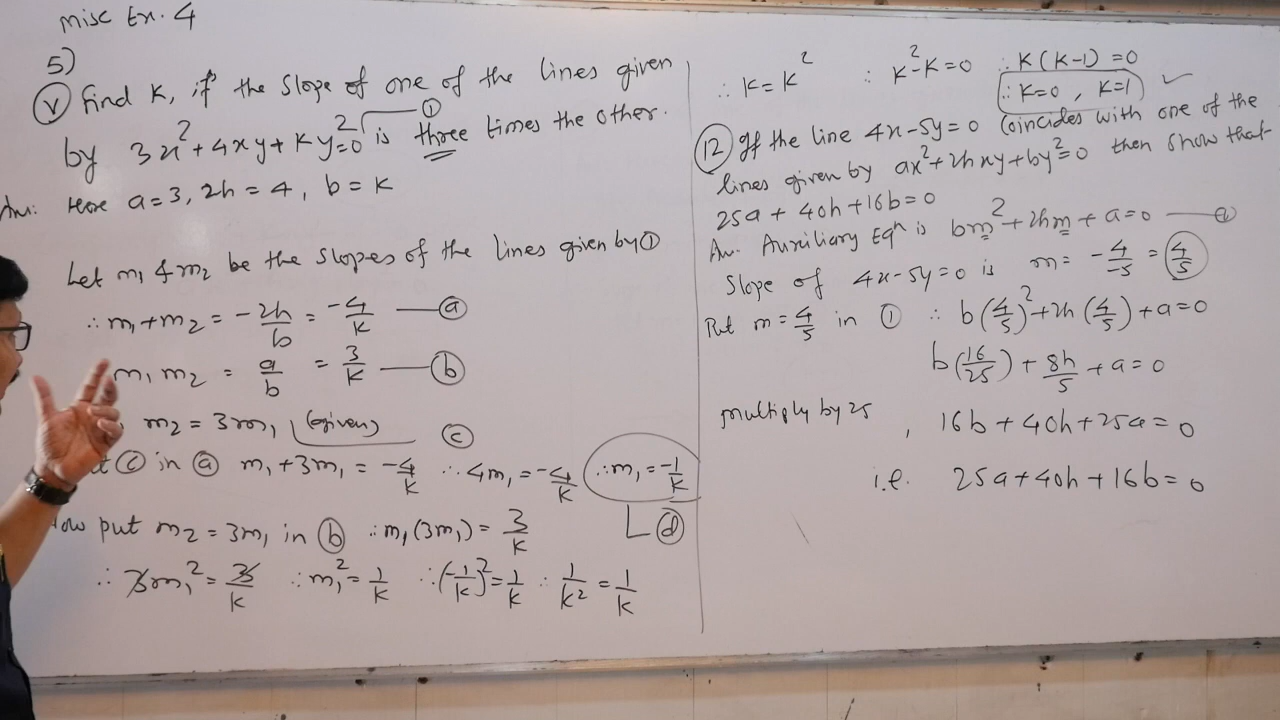 misc Ex. 4
5)
(v) Find K, if the slope of one of the lines given
by 3x²+4xy+Ky²=0 ① is three times the other.
Ans: Here a=3, 2h=4, b=K
Let m₁ & m₂ be the slopes of the lines given by ①
∴ m₁+m₂ = -2h/b = -4/K — ⓐ
m₁ m₂ = a/b = 3/K — ⓑ
m₂ = 3m₁ (given) ⓒ
ⓒ in ⓐ m₁+3m₁ = -4/K ∴ 4m₁ = -4/K ∴ m₁ = -1/K
ⓓ
put m₂ = 3m₁ in ⓑ ∴ m₁(3m₁) = 3/K
∴ 3m₁² = 3/K ∴ m₁² = 1/K ∴ (-1/K)² = 1/K ∴ 1/K² = 1/K
∴ K = K² ∴ K²-K=0 ∴ K(K-1)=0
∴ K=0, K=1 ✓
(12) If the line 4x-5y=0 coincides with one of the
lines given by ax²+2hxy+by²=0 then show that
25a + 40h+16b=0
An. Auxiliary Eqⁿ is bm²+2hm+a=0 —
Slope of 4x-5y=0 is m = -4/-5 = 4/5
Put m=4/5 in ① ∴ b(4/5)²+2h(4/5)+a=0
b(16/25) + 8h/5 + a = 0
multiply by 25, 16b+40h+25a=0
i.e. 25a+40h+16b=0